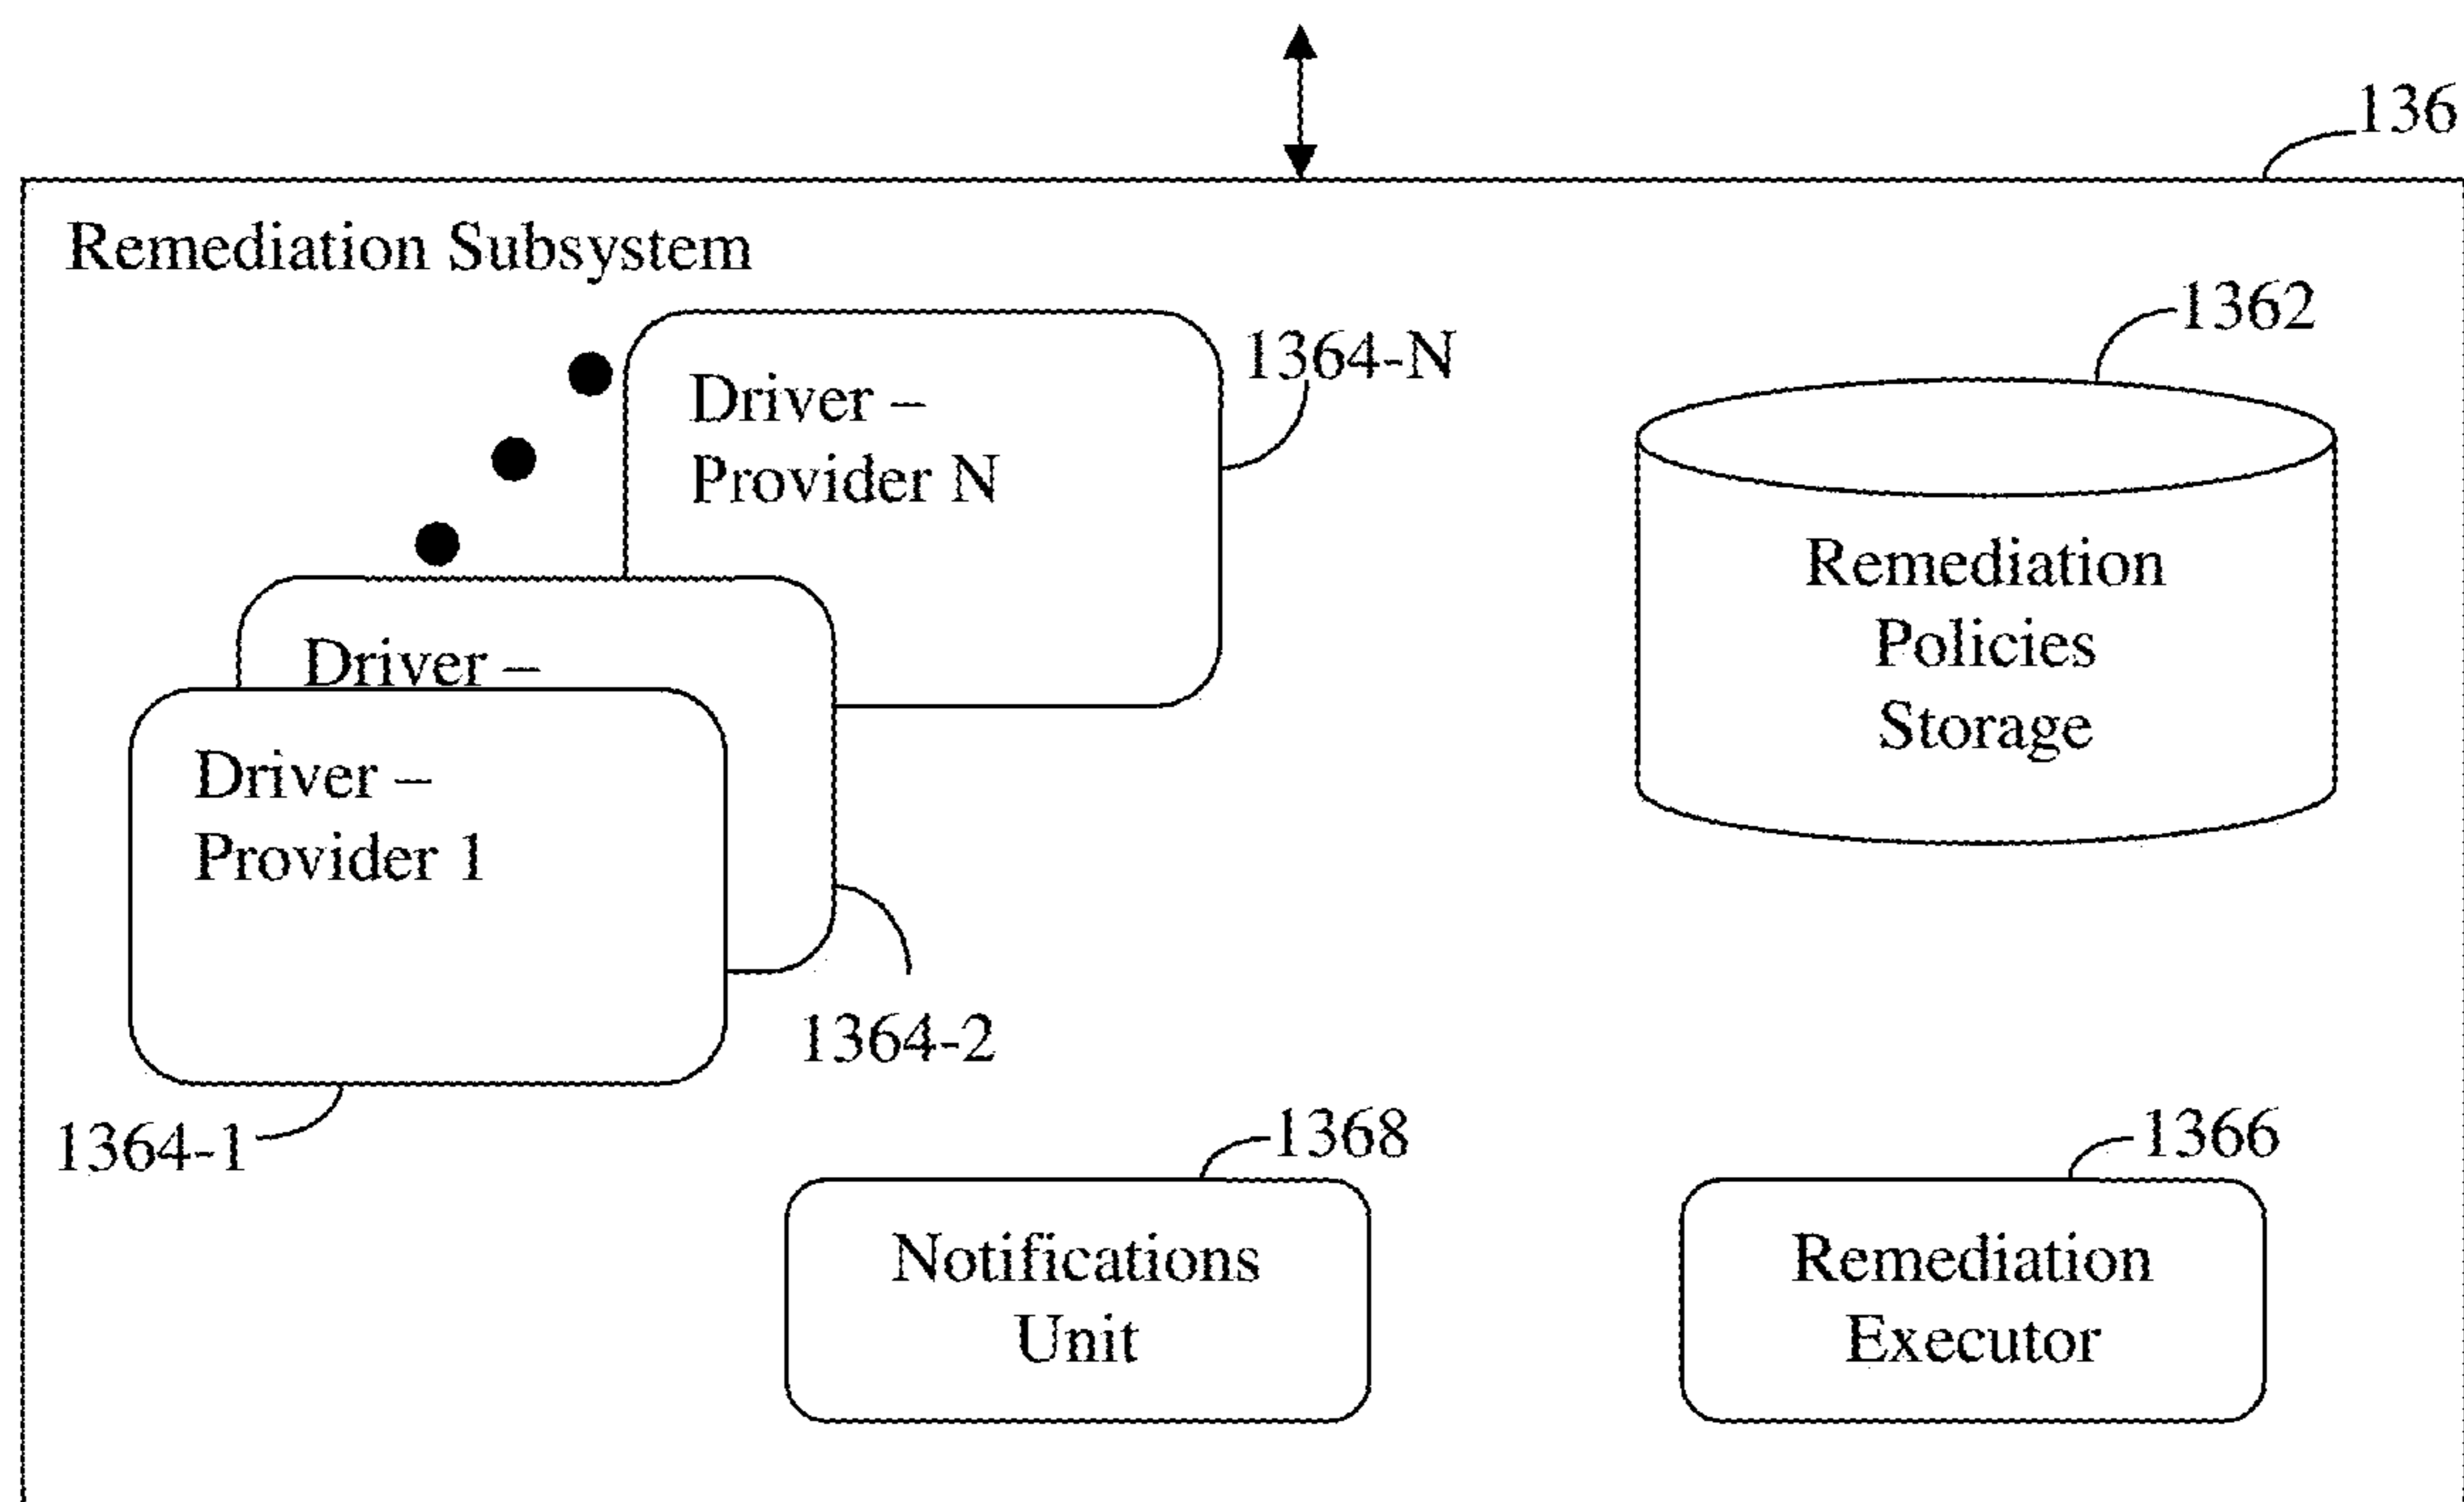 136
Remediation Subsystem
1362
1364-N
Driver –
Provider N
Remediation
Policies
Storage
Driver –
Driver –
Provider 1
1364-2
1364-1
1368
1366
Notifications
Unit
Remediation
Executor